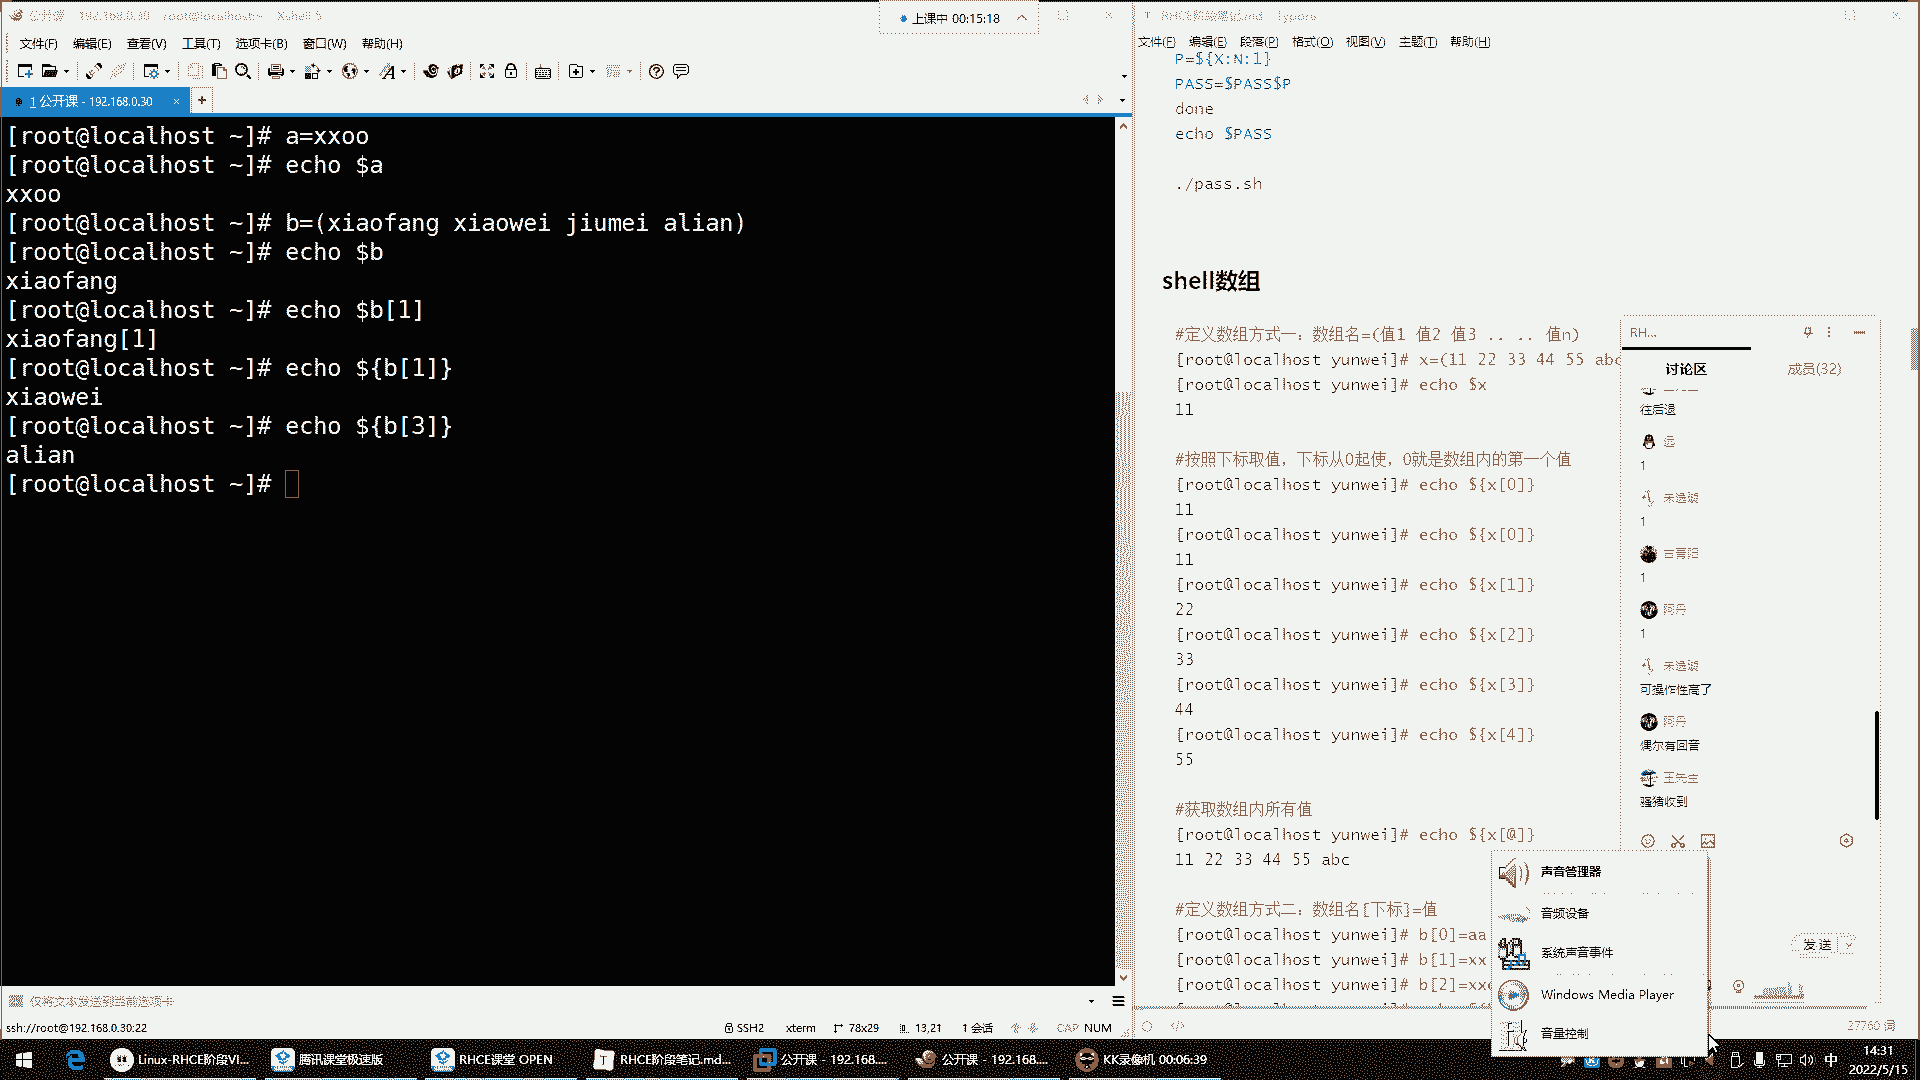 公开课 192.168.0.30 root@localhost:~ Xshell 5
上课中 00:15:18
文件(F) 编辑(E) 查看(V) 工具(T) 选项卡(B) 窗口(W) 帮助(H)
1 公开课 - 192.168.0.30
[root@localhost ~]# a=xxoo
[root@localhost ~]# echo $a
xxoo
[root@localhost ~]# b=(xiaofang xiaowei jiumei alian)
[root@localhost ~]# echo $b
xiaofang
[root@localhost ~]# echo $b[1]
xiaofang[1]
[root@localhost ~]# echo ${b[1]}
xiaowei
[root@localhost ~]# echo ${b[3]}
alian
[root@localhost ~]#
仅将文本发送到当前选项卡
ssh://root@192.168.0.30:22
SSH2 xterm 78x29 13,21 1 会话 CAP NUM
RHCE阶段笔记.md - Typora
文件(F) 编辑(E) 段落(P) 格式(O) 视图(V) 主题(T) 帮助(H)
P=${X:N:1}
PASS=$PASS$P
done
echo $PASS
./pass.sh
shell数组
#定义数组方式一：数组名=(值1 值2 值3 .. .. 值n)
[root@localhost yunwei]# x=(11 22 33 44 55 abc
[root@localhost yunwei]# echo $x
11
#按照下标取值，下标从0起使，0就是数组内的第一个值
[root@localhost yunwei]# echo ${x[0]}
11
[root@localhost yunwei]# echo ${x[0]}
11
[root@localhost yunwei]# echo ${x[1]}
22
[root@localhost yunwei]# echo ${x[2]}
33
[root@localhost yunwei]# echo ${x[3]}
44
[root@localhost yunwei]# echo ${x[4]}
55
#获取数组内所有值
[root@localhost yunwei]# echo ${x[@]}
11 22 33 44 55 abc
#定义数组方式二：数组名[下标]=值
[root@localhost yunwei]# b[0]=aa
[root@localhost yunwei]# b[1]=xx
[root@localhost yunwei]# b[2]=xx
27760 词
RH...
讨论区 成员(32)
往后退
远
1
1
1
阿丹
1
可操作性高了
阿丹
偶尔有回音
王先生
骚猪收到
发送
声音管理器
音频设备
系统声音事件
Windows Media Player
音量控制
Linux-RHCE阶段VI...
腾讯课堂极速版
RHCE课堂 OPEN
RHCE阶段笔记.md...
公开课 - 192.168....
公开课 - 192.168....
KK录像机 00:06:39
中
14:31
2022/5/15